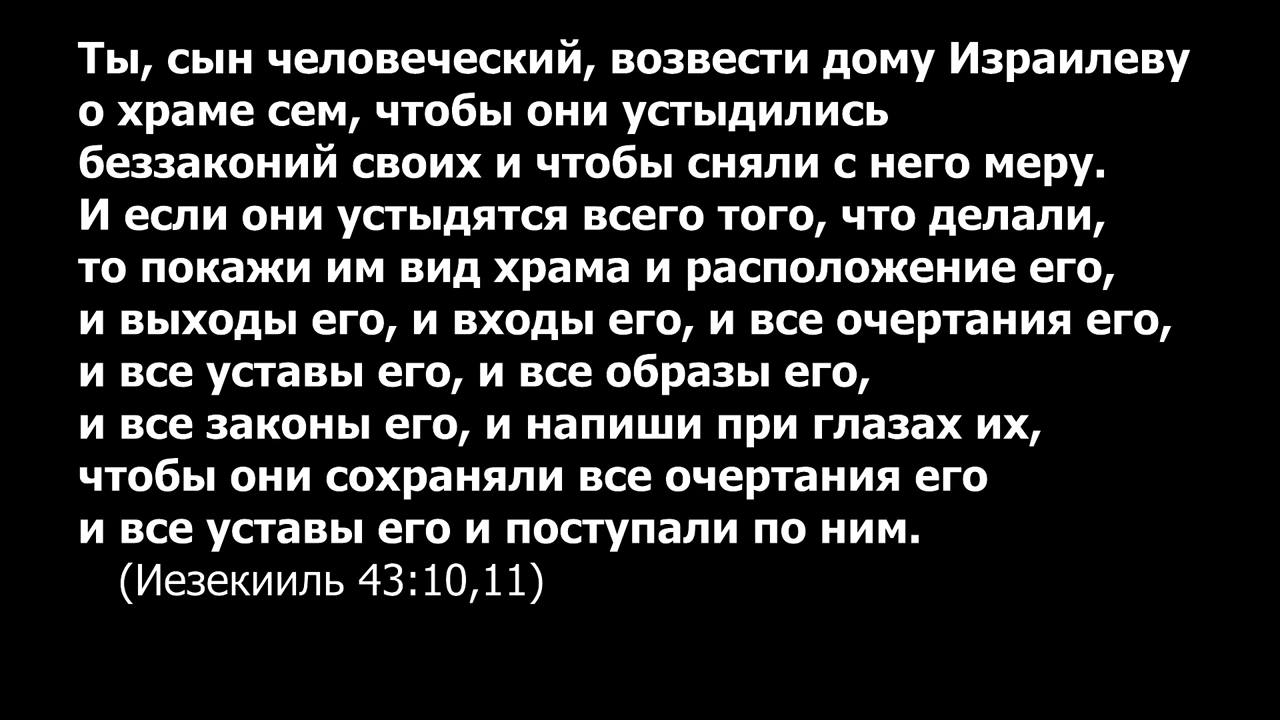 Ты, сын человеческий, возвести дому Израилеву
о храме сем, чтобы они устыдились
беззаконий своих и чтобы сняли с него меру.
И если они устыдятся всего того, что делали,
то покажи им вид храма и расположение его,
и выходы его, и входы его, и все очертания его,
и все уставы его, и все образы его,
и все законы его, и напиши при глазах их,
чтобы они сохраняли все очертания его
и все уставы его и поступали по ним.
(Иезекииль 43:10,11)